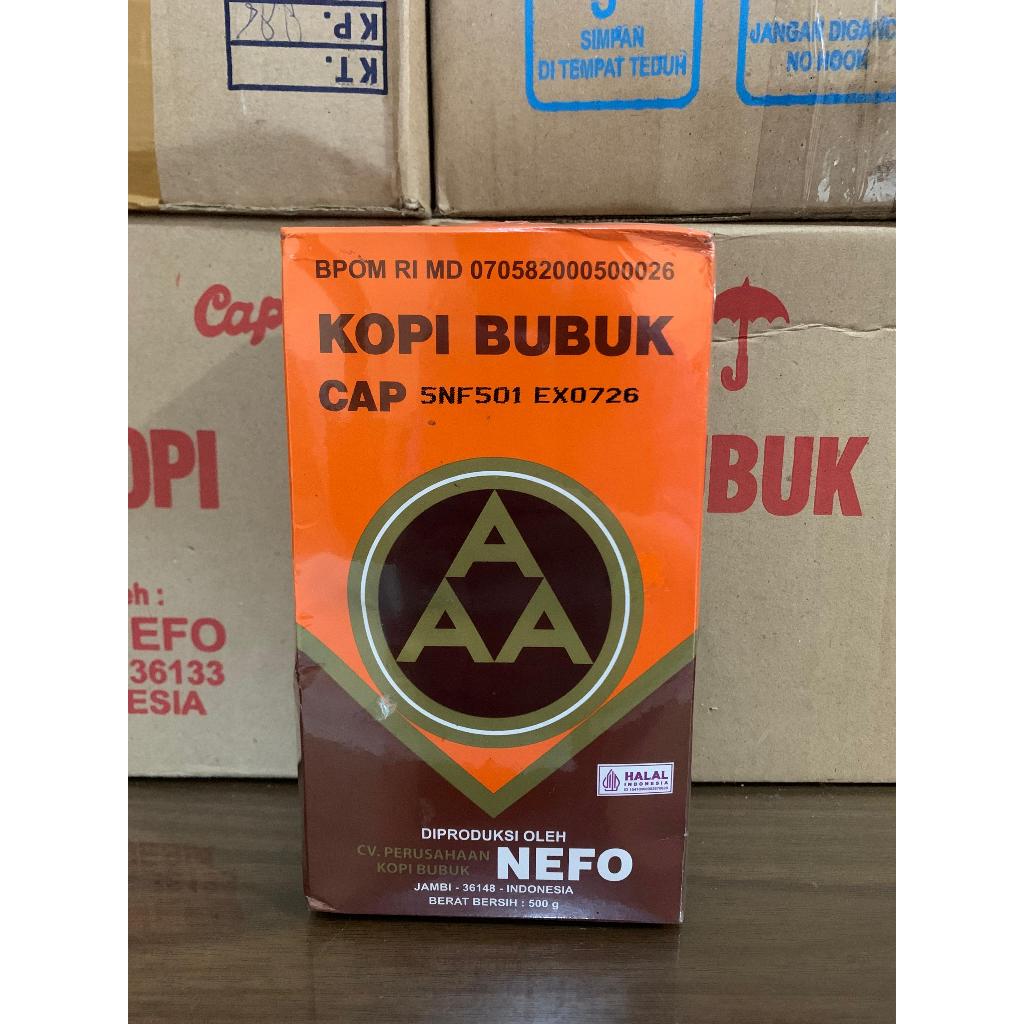 KT.
KP.
SIMPAN
DI TEMPAT TEDUH
NO HOOK
Cap
OPI
BUK
eh :
EFO
36133
ESIA
BPOM RI MD 070582000500026
KOPI BUBUK
CAP 5NF501 EX0726
A
A A
HALAL
INDONESIA
DIPRODUKSI OLEH
CV. PERUSAHAAN
KOPI BUBUK
NEFO
JAMBI - 36148 - INDONESIA
BERAT BERSIH : 500 g